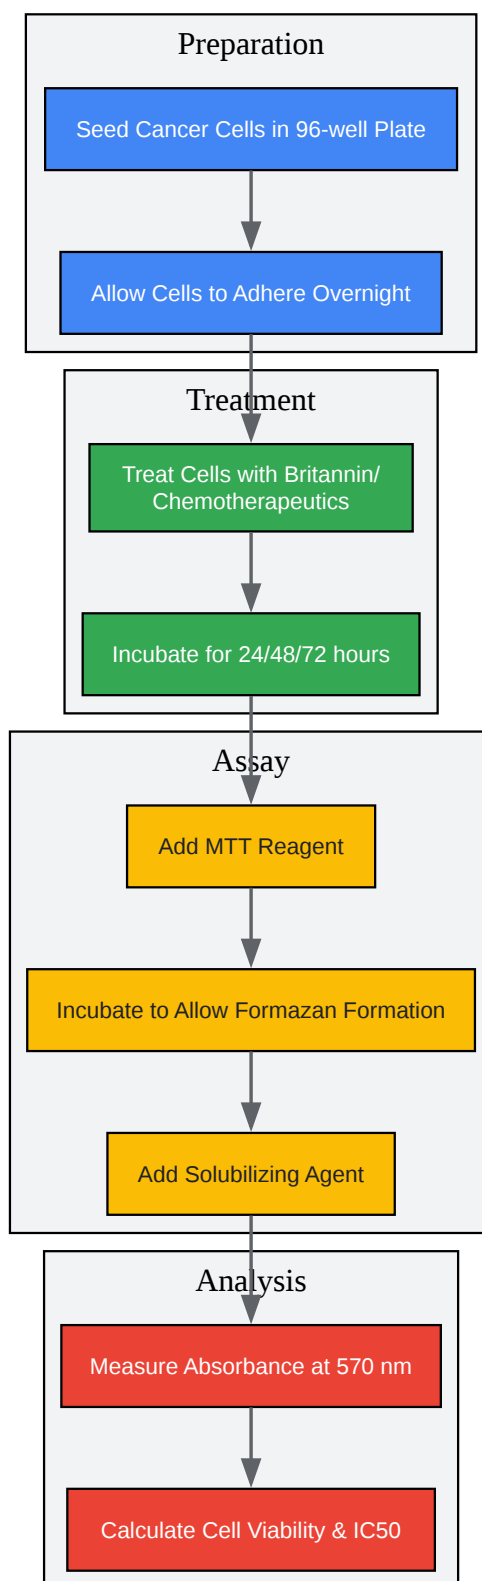 Preparation
Seed Cancer Cells in 96-well Plate
Allow Cells to Adhere Overnight
Treatment
Treat Cells with Britannin/
Chemotherapeutics
Incubate for 24/48/72 hours
Assay
Add MTT Reagent
Incubate to Allow Formazan Formation
Add Solubilizing Agent
Analysis
Measure Absorbance at 570 nm
Calculate Cell Viability & IC50